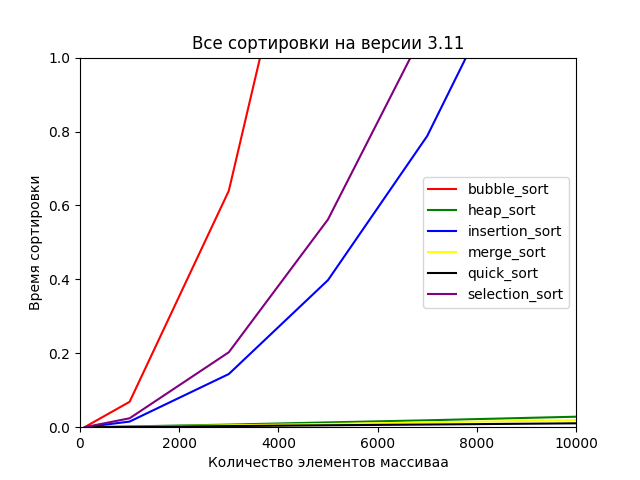 Все сортировки на версии 3.11
Время сортировки
1.0
0.8
0.6
0.4
0.2
0.0
bubble_sort
heap_sort
insertion_sort
merge_sort
quick_sort
selection_sort
0 2000 4000 6000 8000 10000
Количество элементов массиваа